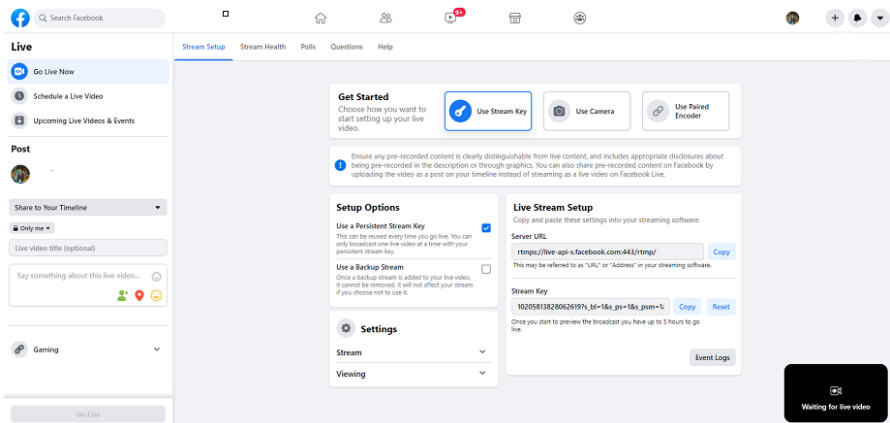 Search Facebook
9+
Live
Go Live Now
Schedule a Live Video
Upcoming Live Videos & Events
Post
Share to Your Timeline
Only me
Live video title (optional)
Say something about this live video...
Gaming
Go Live
Stream Setup
Stream Health
Polls
Questions
Help
Get Started
Choose how you want to
start setting up your live
video.
Use Stream Key
Use Camera
Use Paired
Encoder
Ensure any pre-recorded content is clearly distinguishable from live content, and includes appropriate disclosures about
being pre-recorded in the description or through graphics. You can also share pre-recorded content on Facebook by
uploading the video as a post on your timeline instead of streaming as a live video on Facebook Live.
Setup Options
Use a Persistent Stream Key
This can be reused every time you go live. You can
only broadcast one live video at a time with your
persistent stream key.
Use a Backup Stream
Once a backup stream is added to your live video,
it cannot be removed. It will not affect your stream
if you choose not to use it.
Settings
Stream
Viewing
Live Stream Setup
Copy and paste these settings into your streaming software.
Server URL
rtmps://live-api-s.facebook.com:443/rtmp/
Copy
This may be referred to as "URL" or "Address" in your streaming software.
Stream Key
Copy
Reset
Once you start to preview the broadcast you have up to 5 hours to go
live.
Event Logs
Waiting for live video